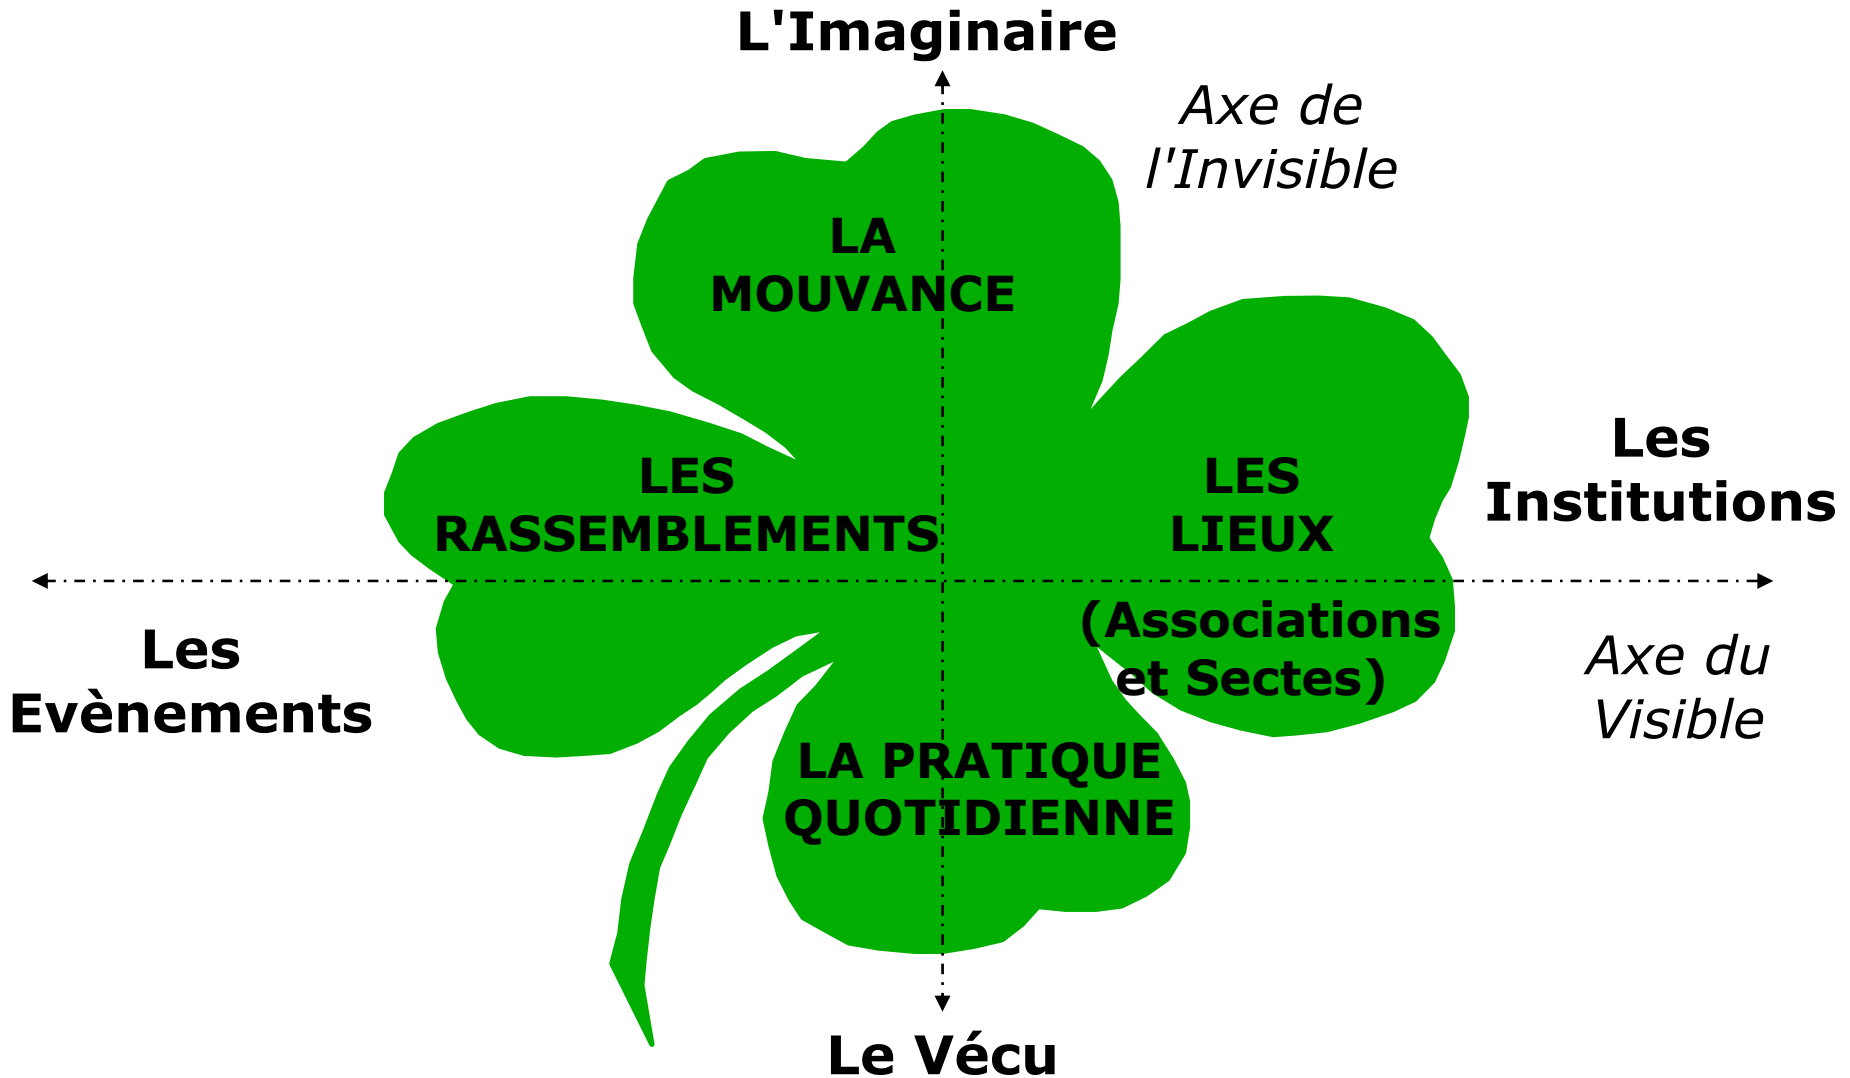 L'Imaginaire
Axe de
l'Invisible
LA
MOUVANCE
LES
RASSEMBLEMENTS
LES
LIEUX
(Associations
et Sectes)
Les
Institutions
Les
Evènements
Axe du
Visible
LA PRATIQUE
QUOTIDIENNE
Le Vécu